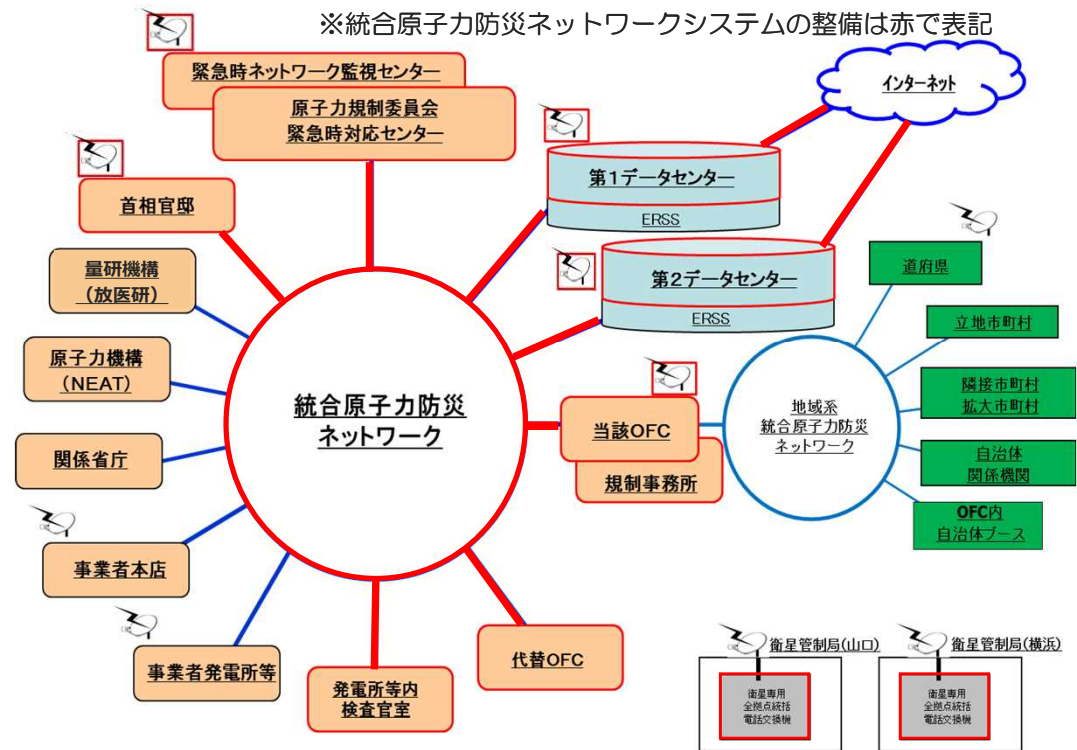 ※統合原子力防災ネットワークシステムの整備は赤で表記
緊急時ネットワーク監視センター
原子力規制委員会
緊急時対応センター
インターネット
第1データセンター
ERSS
首相官邸
第2データセンター
ERSS
道府県
量研機構
(放医研)
立地市町村
原子力機構
(NEAT)
隣接市町村
拡大市町村
統合原子力防災
ネットワーク
地域系
統合原子力防災
ネットワーク
当該OFC
規制事務所
関係省庁
自治体
関係機関
OFC内
自治体ブース
事業者本店
事業者発電所等
代替OFC
発電所等内
検査官室
衛星管制局(山口)
衛星専用
全拠点統括
電話交換機
衛星管制局(横浜)
衛星専用
全拠点統括
電話交換機